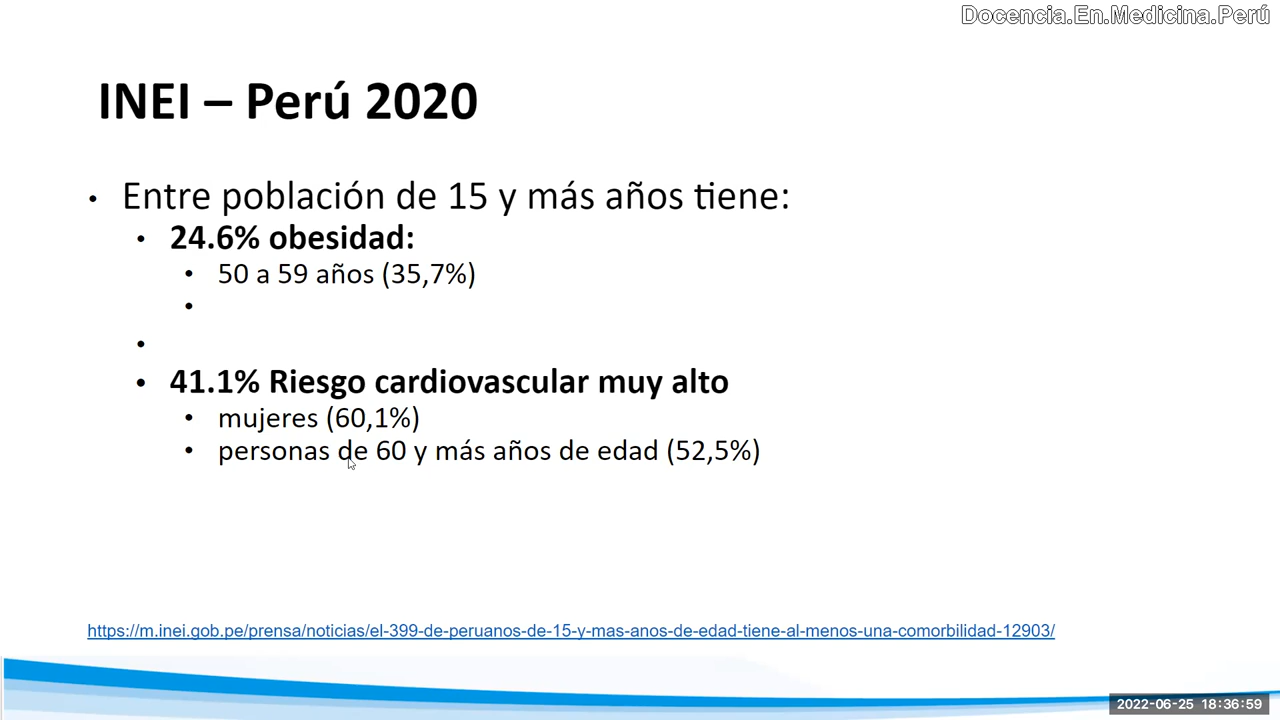 Docencia.En.Medicina.Perú
INEI – Perú 2020
• Entre población de 15 y más años tiene:
• 24.6% obesidad:
• 50 a 59 años (35,7%)
•
•
• 41.1% Riesgo cardiovascular muy alto
• mujeres (60,1%)
• personas de 60 y más años de edad (52,5%)
https://m.inei.gob.pe/prensa/noticias/el-399-de-peruanos-de-15-y-mas-anos-de-edad-tiene-al-menos-una-comorbilidad-12903/
2022-06-25 18:36:59